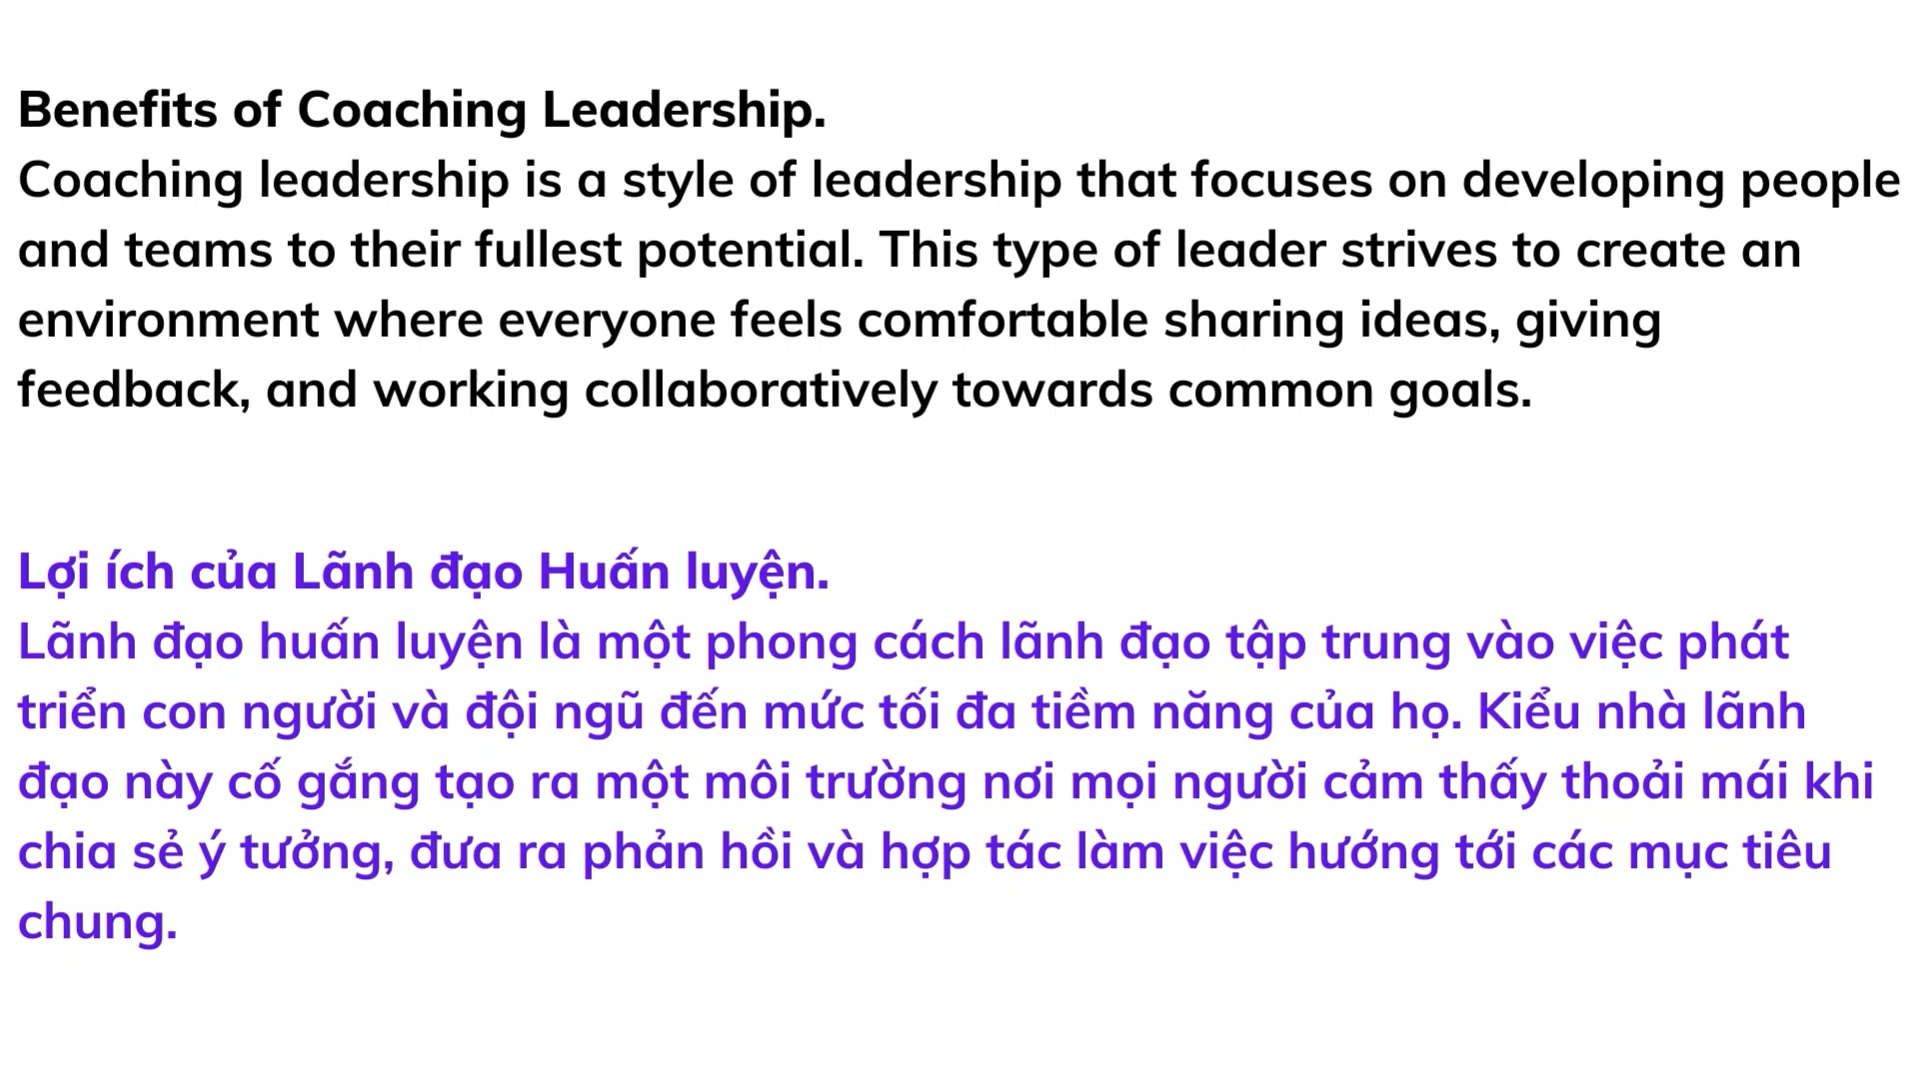 Benefits of Coaching Leadership.
Coaching leadership is a style of leadership that focuses on developing people
and teams to their fullest potential. This type of leader strives to create an
environment where everyone feels comfortable sharing ideas, giving
feedback, and working collaboratively towards common goals.
Lợi ích của Lãnh đạo Huấn luyện.
Lãnh đạo huấn luyện là một phong cách lãnh đạo tập trung vào việc phát
triển con người và đội ngũ đến mức tối đa tiềm năng của họ. Kiểu nhà lãnh
đạo này cố gắng tạo ra một môi trường nơi mọi người cảm thấy thoải mái khi
chia sẻ ý tưởng, đưa ra phản hồi và hợp tác làm việc hướng tới các mục tiêu
chung.